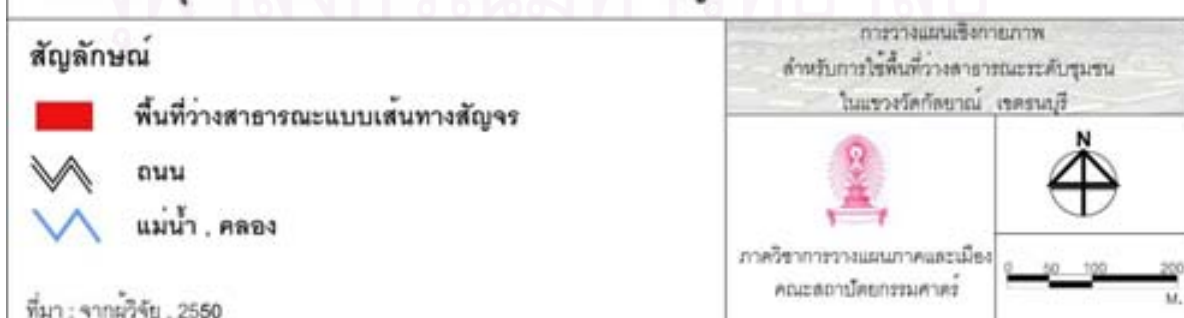 สัญลักษณ์
พื้นที่ว่างสาธารณะแบบเส้นทางสัญจร
ถนน
แม่น้ำ , คลอง
ที่มา : จากผู้วิจัย , 2550
การวางแผนเชิงกายภาพ
สำหรับการใช้พื้นที่ว่างสาธารณะระดับชุมชน
ในแขวงวัดกัลยาณ์ เขตธนบุรี
N
ภาควิชาการวางแผนภาคและเมือง
คณะสถาปัตยกรรมศาสตร์
0 50 100 200
ม.